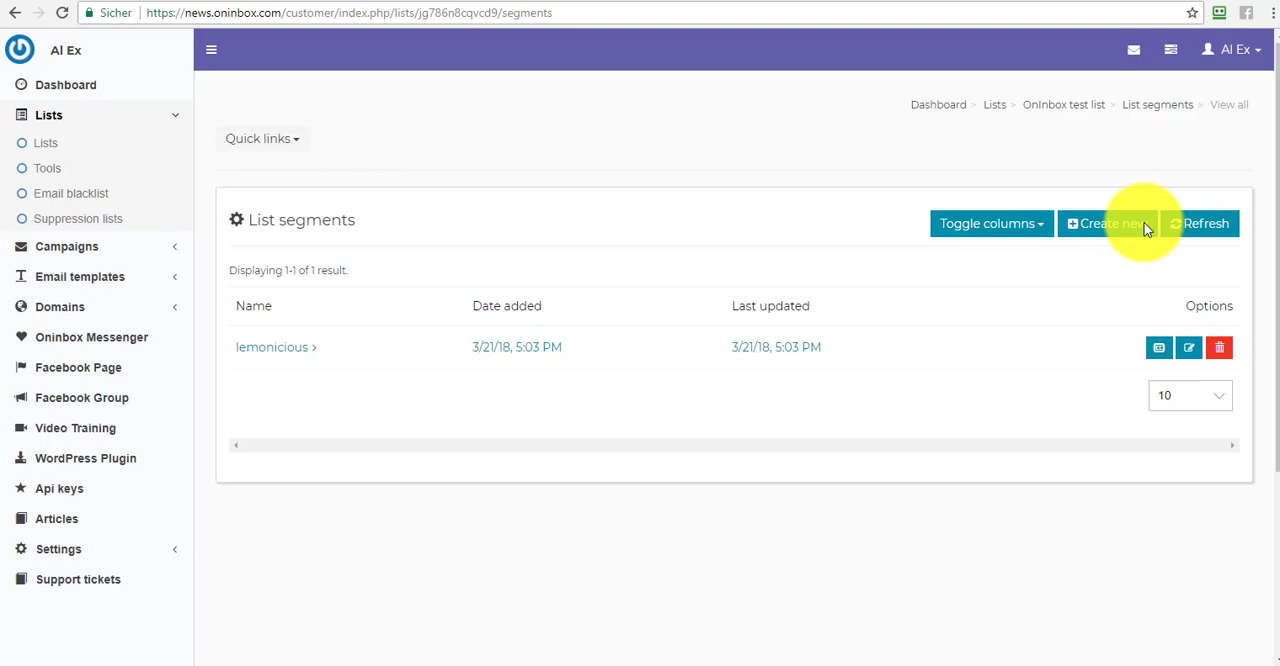 Sicher https://news.oninbox.com/customer/index.php/lists/jg786n8cqvcd9/segments
Al Ex
Al Ex
Dashboard
Lists
Lists
Tools
Email blacklist
Suppression lists
Campaigns
Email templates
Domains
Oninbox Messenger
Facebook Page
Facebook Group
Video Training
WordPress Plugin
Api keys
Articles
Settings
Support tickets
Dashboard > Lists > OnInbox test list > List segments > View all
Quick links
List segments
Toggle columns Create new Refresh
Displaying 1-1 of 1 result.
Name Date added Last updated Options
lemonicious › 3/21/18, 5:03 PM 3/21/18, 5:03 PM
10